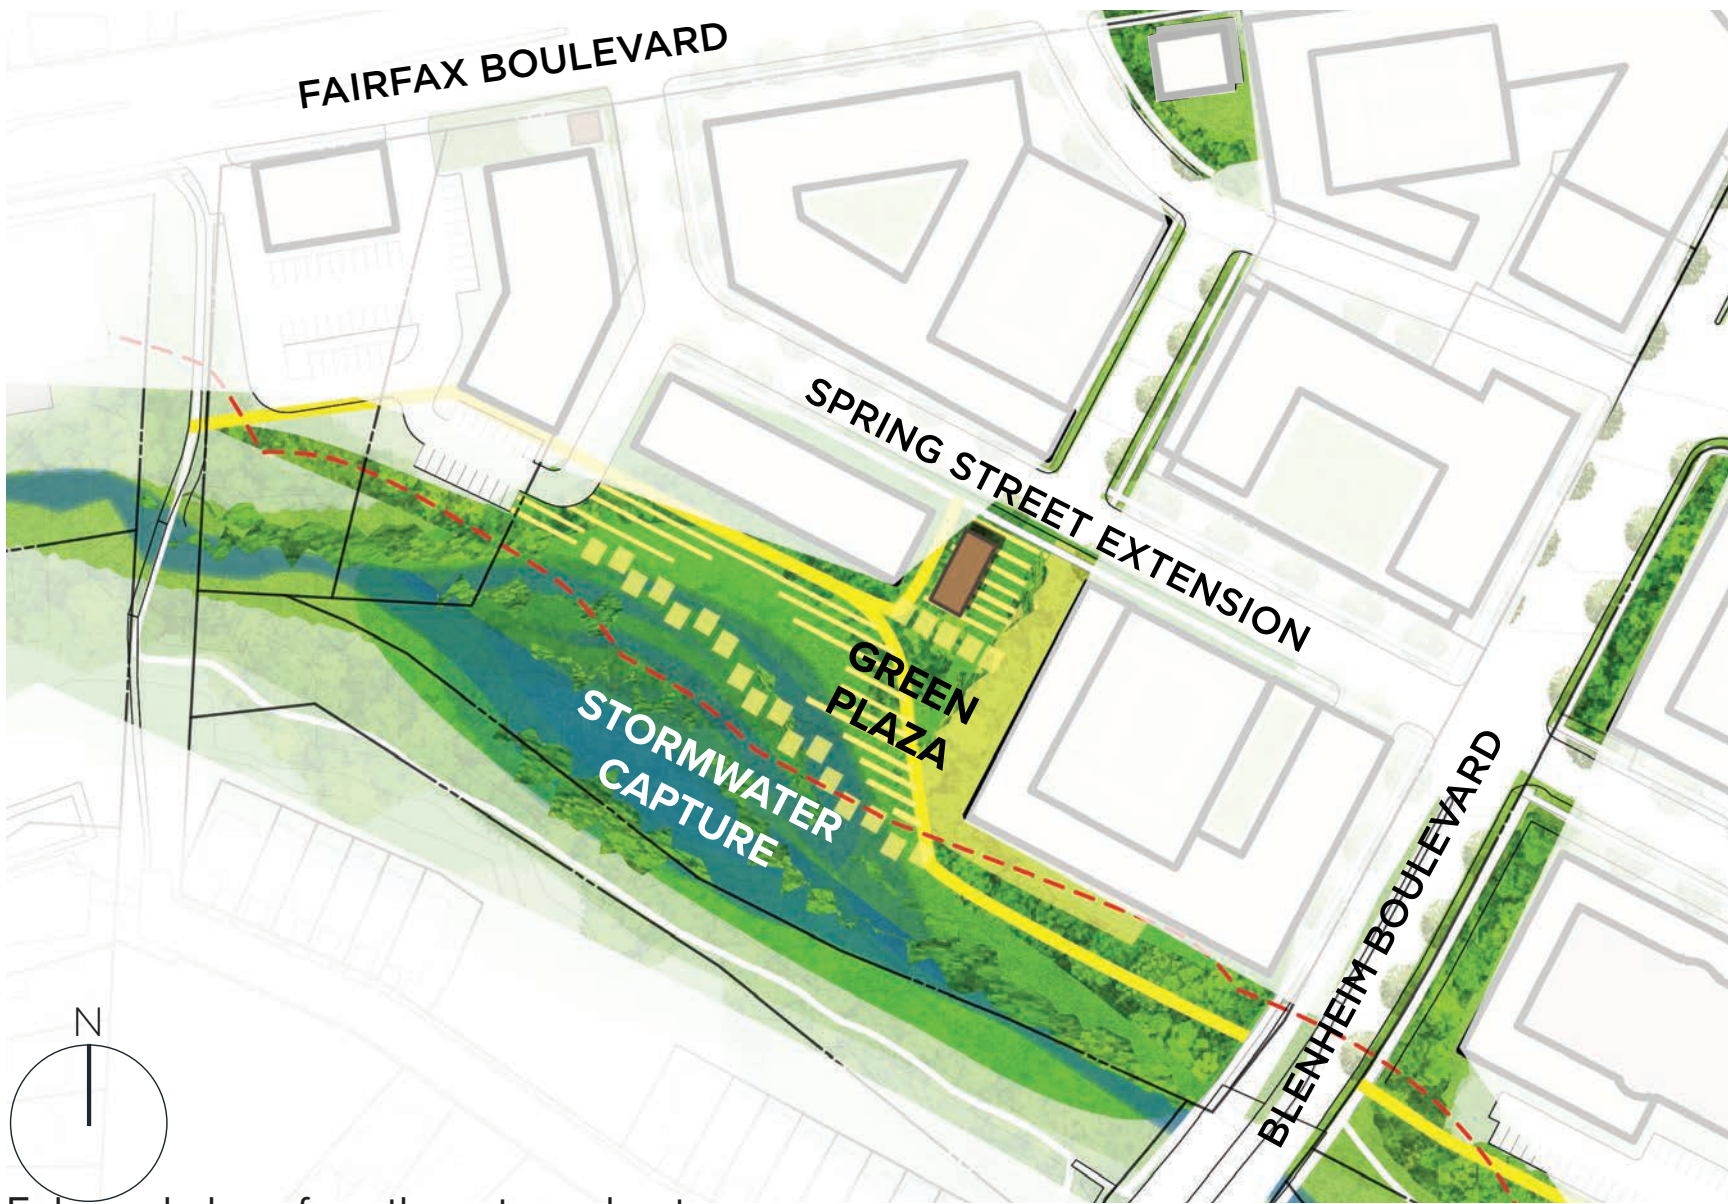 FAIRFAX BOULEVARD
SPRING STREET EXTENSION
GREEN
PLAZA
STORMWATER
CAPTURE
BLENHEIM BOULEVARD
N